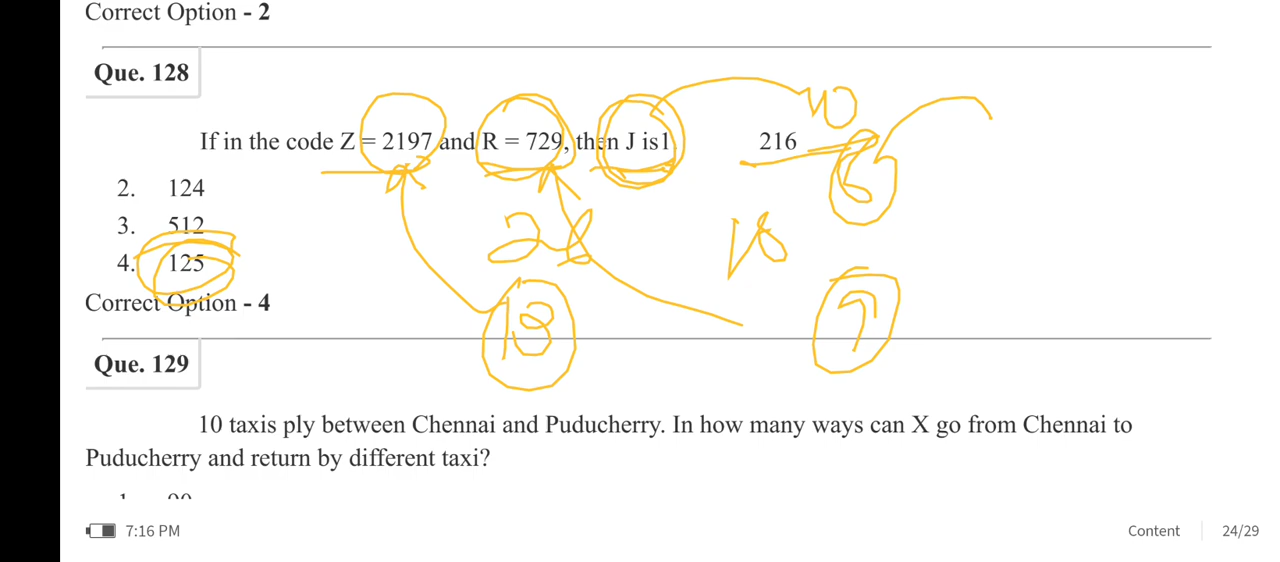 Correct Option - 2
Que. 128
If in the code Z = 2197 and R = 729, then J is1. 216
10
5
2. 124
3. 512
26 18
4. 125
Correct Option - 4
13 9
Que. 129
10 taxis ply between Chennai and Puducherry. In how many ways can X go from Chennai to
Puducherry and return by different taxi?
7:16 PM Content 24/29